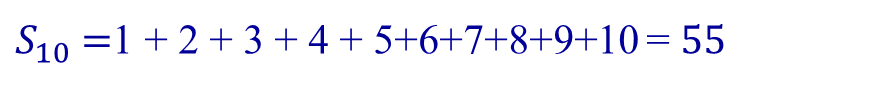 S₁₀ =1 + 2 + 3 + 4 + 5+6+7+8+9+10 = 55